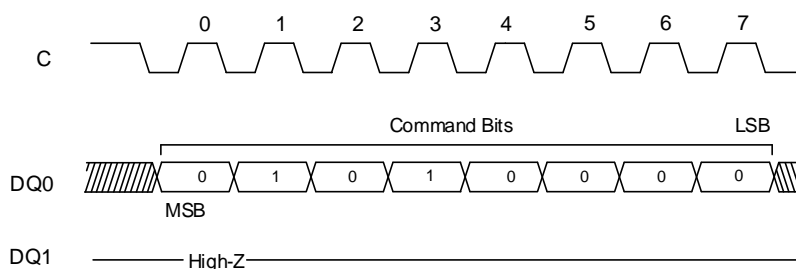 0 1 2 3 4 5 6 7
C
Command Bits LSB
DQ0 0 1 0 1 0 0 0 0
MSB
DQ1 High-Z